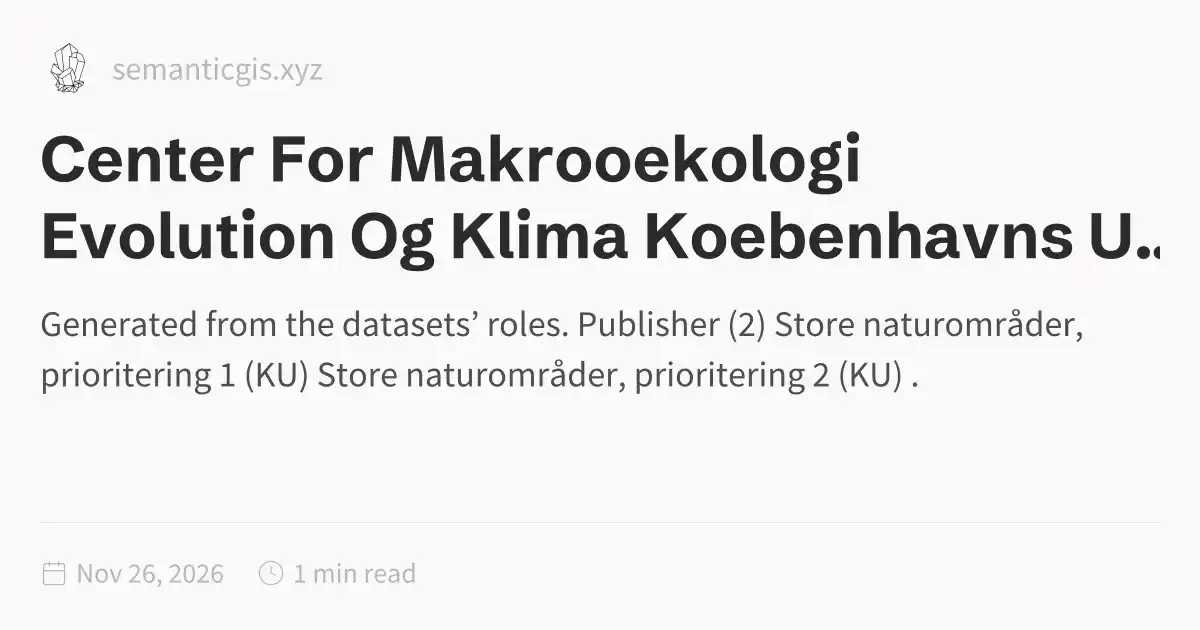 semanticgis.xyz
Center For Makrooekologi
Evolution Og Klima Koebenhavns U..
Generated from the datasets’ roles. Publisher (2) Store naturområder,
prioritering 1 (KU) Store naturområder, prioritering 2 (KU) .
Nov 26, 2026 1 min read